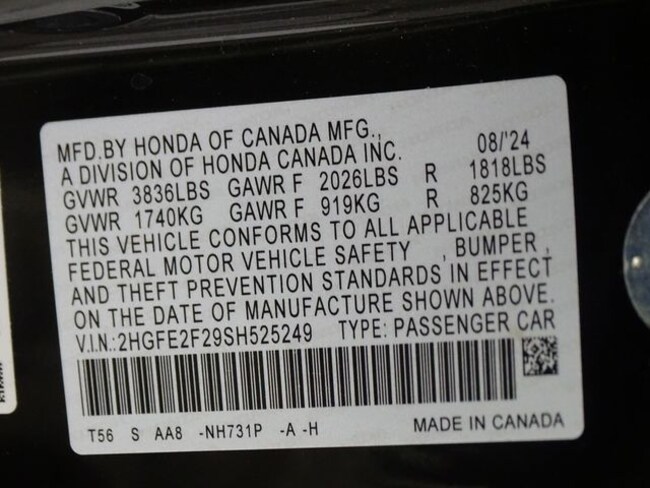 MFD.BY HONDA OF CANADA MFG.,
A DIVISION OF HONDA CANADA INC. 08/'24
GVWR 3836LBS GAWR F 2026LBS R 1818LBS
GVWR 1740KG GAWR F 919KG R 825KG
THIS VEHICLE CONFORMS TO ALL APPLICABLE
FEDERAL MOTOR VEHICLE SAFETY , BUMPER ,
AND THEFT PREVENTION STANDARDS IN EFFECT
ON THE DATE OF MANUFACTURE SHOWN ABOVE.
V.I.N.:2HGFE2F29SH525249 TYPE: PASSENGER CAR
T56 S AA8 -NH731P -A -H MADE IN CANADA